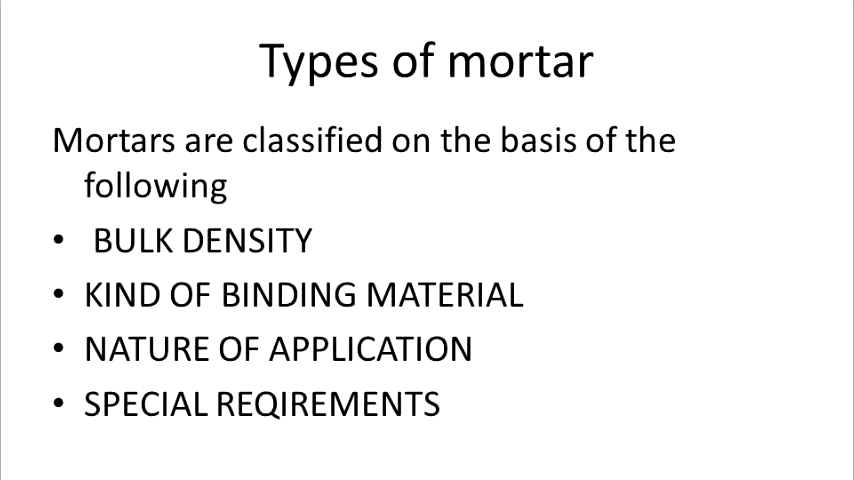 Types of mortar
Mortars are classified on the basis of the
following
• BULK DENSITY
• KIND OF BINDING MATERIAL
• NATURE OF APPLICATION
• SPECIAL REQIREMENTS